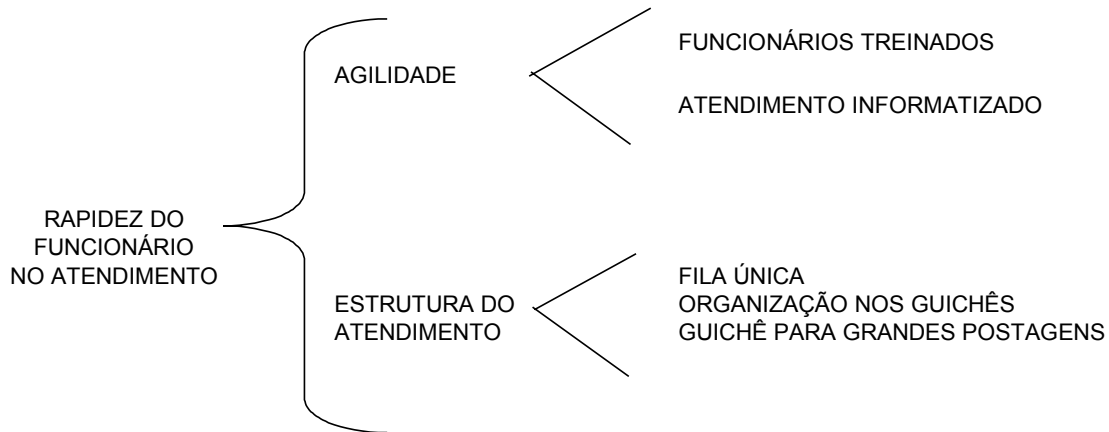 FUNCIONÁRIOS TREINADOS
AGILIDADE
ATENDIMENTO INFORMATIZADO
RAPIDEZ DO
FUNCIONÁRIO
NO ATENDIMENTO
ESTRUTURA DO
ATENDIMENTO
FILA ÚNICA
ORGANIZAÇÃO NOS GUICHÊS
GUICHÊ PARA GRANDES POSTAGENS